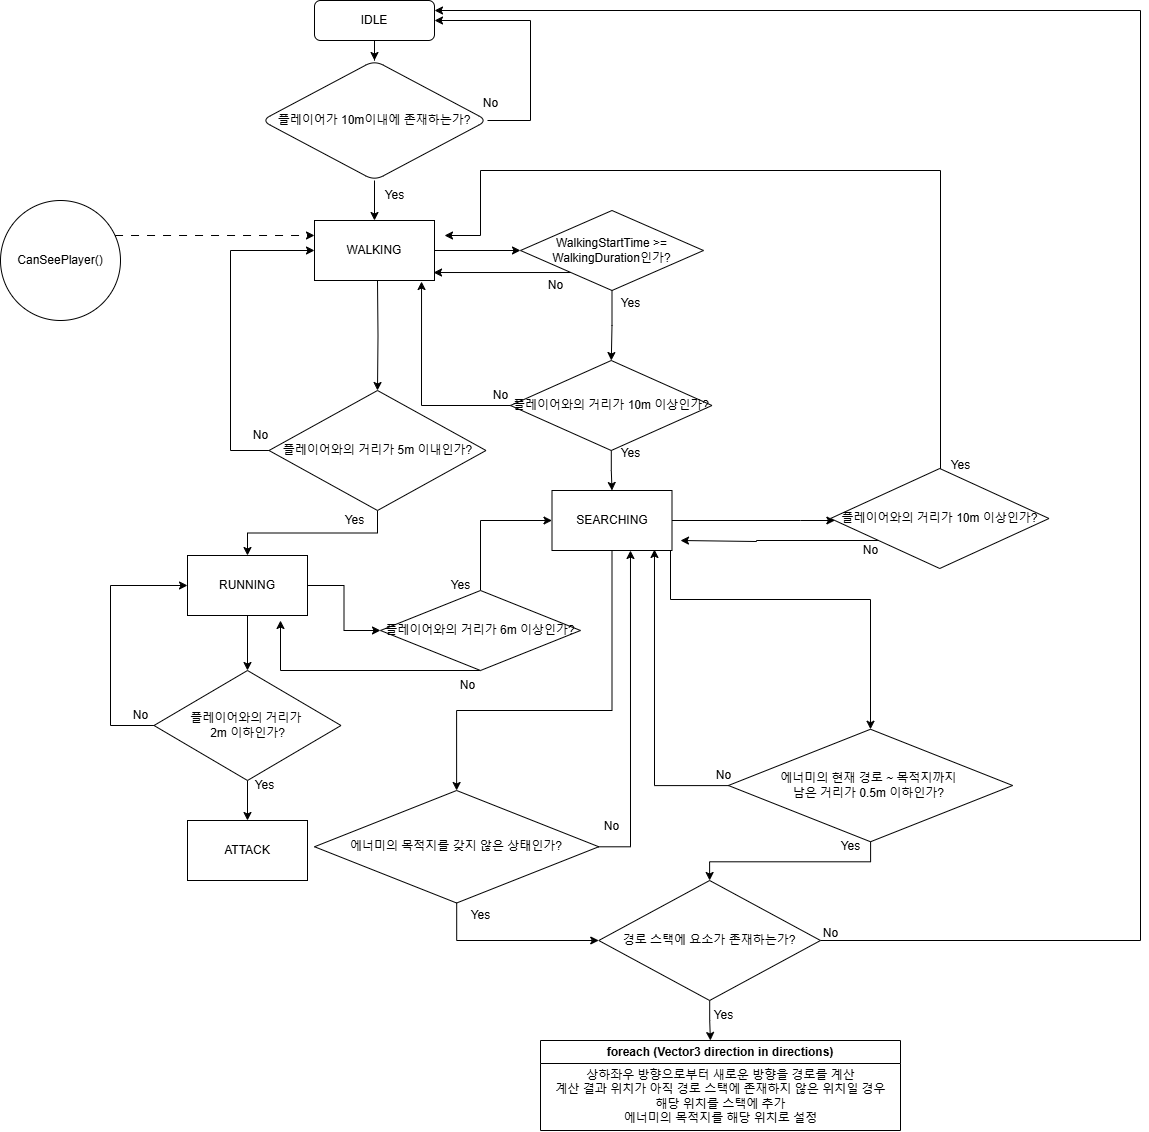 IDLE
No
플레이어가 10m이내에 존재하는가?
Yes
CanSeePlayer()
WALKING
WalkingStartTime >=
WalkingDuration인가?
No
Yes
No
플레이어와의 거리가 10m 이상인가?
Yes
No
플레이어와의 거리가 5m 이내인가?
Yes
SEARCHING
Yes
플레이어와의 거리가 10m 이상인가?
No
RUNNING
Yes
플레이어와의 거리가 6m 이상인가?
No
No
플레이어와의 거리가
2m 이하인가?
Yes
ATTACK
No
에너미의 현재 경로 ~ 목적지까지
남은 거리가 0.5m 이하인가?
Yes
에너미의 목적지를 갖지 않은 상태인가?
No
Yes
경로 스택에 요소가 존재하는가?
No
Yes
foreach (Vector3 direction in directions)
상하좌우 방향으로부터 새로운 방향을 경로를 계산
계산 결과 위치가 아직 경로 스택에 존재하지 않은 위치일 경우
해당 위치를 스택에 추가
에너미의 목적지를 해당 위치로 설정